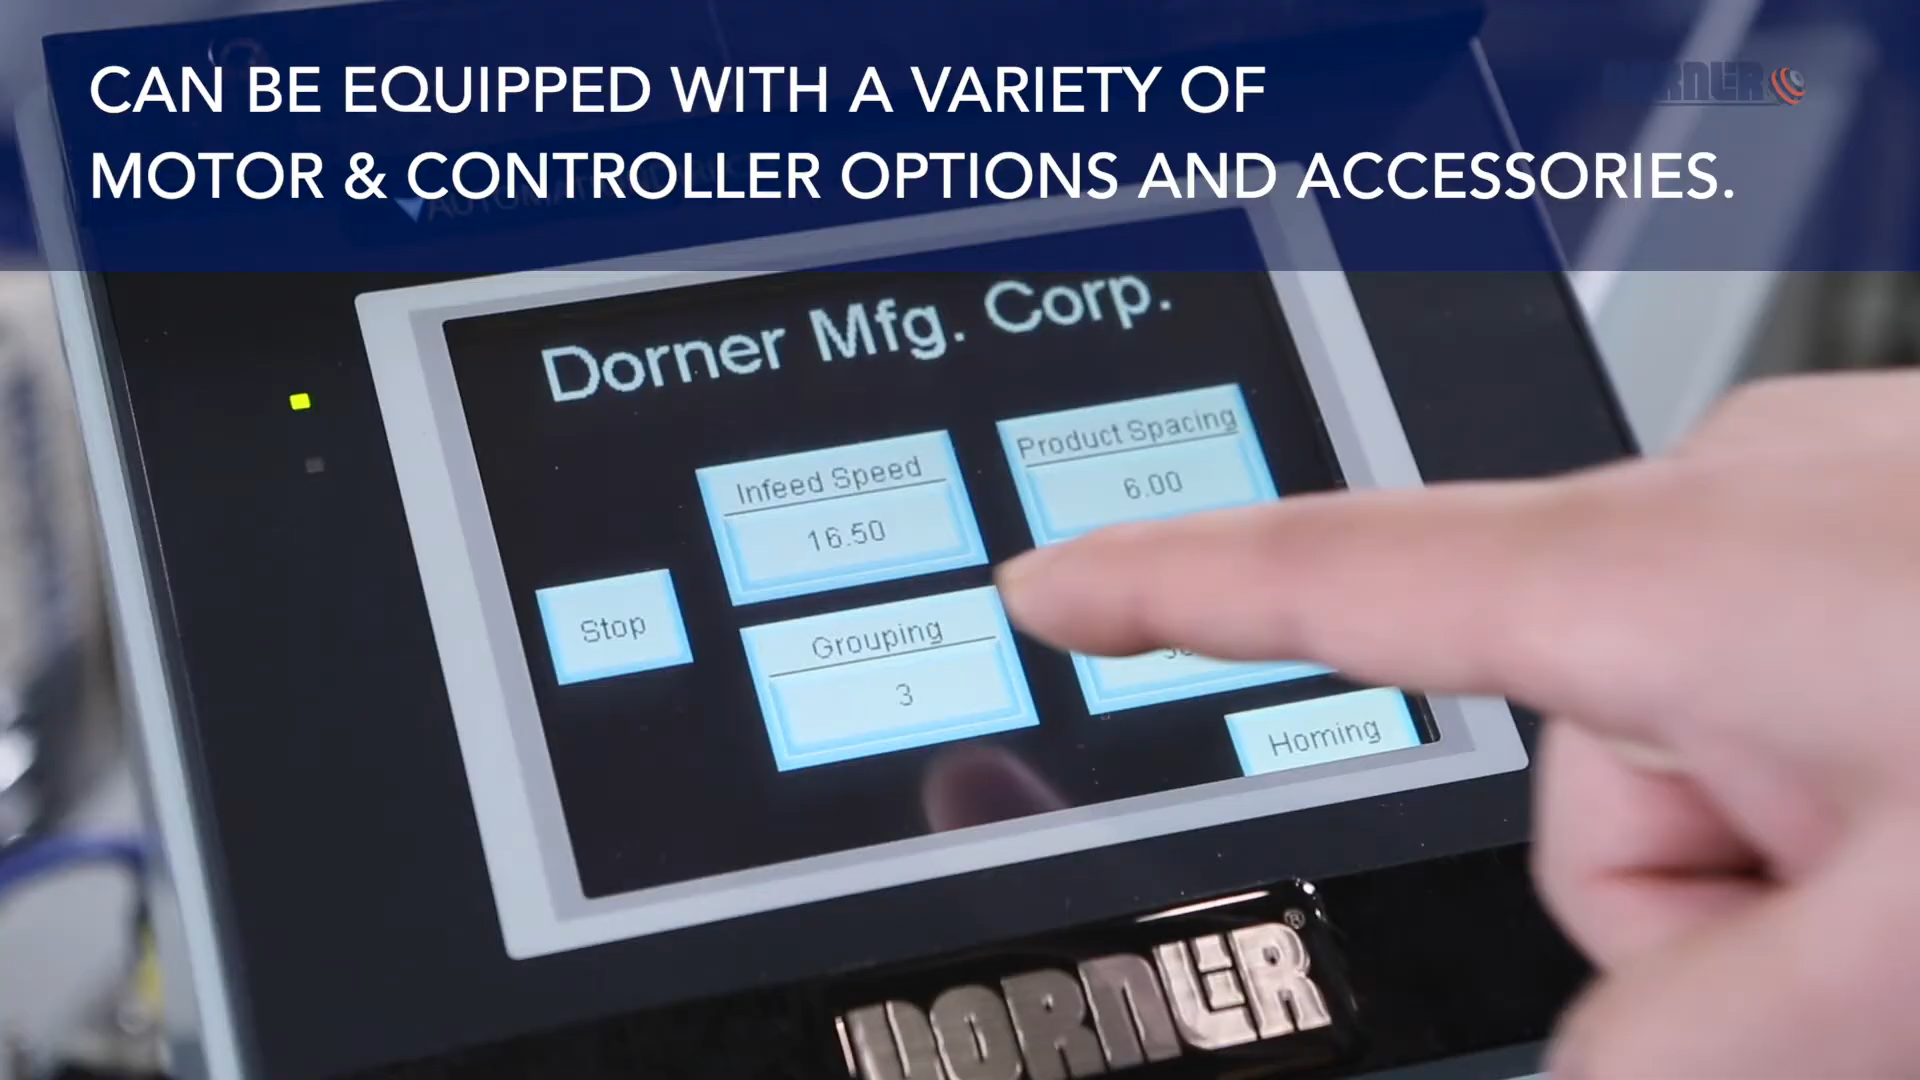 CAN BE EQUIPPED WITH A VARIETY OF
MOTOR & CONTROLLER OPTIONS AND ACCESSORIES.
DORNER
Dorner Mfg. Corp.
Infeed Speed
16.50
Product Spacing
6.00
Stop
Grouping
3
Homing
DORNER®